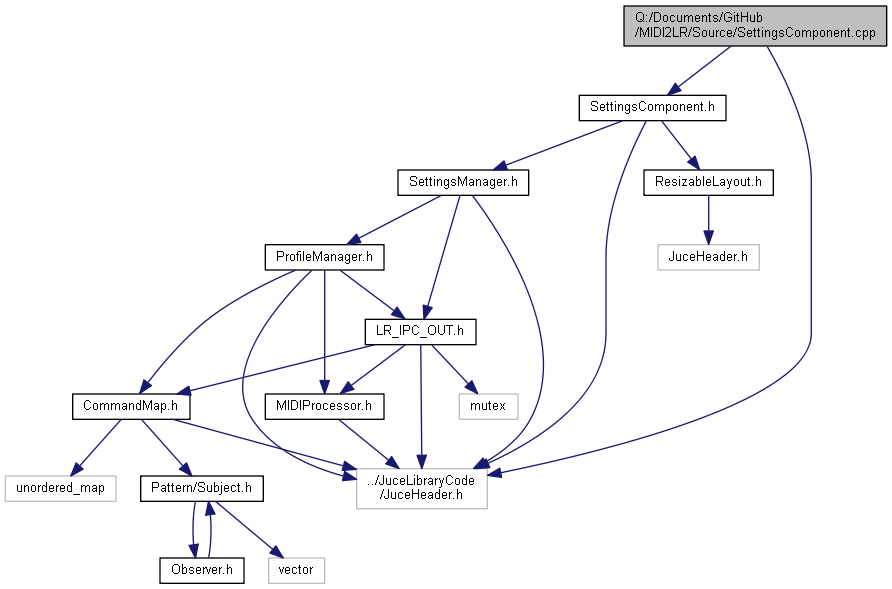 Q:/Documents/GitHub
/MIDI2LR/Source/SettingsComponent.cpp
SettingsComponent.h
SettingsManager.h
ResizableLayout.h
ProfileManager.h
JuceHeader.h
LR_IPC_OUT.h
CommandMap.h
MIDIProcessor.h
mutex
unordered_map
Pattern/Subject.h
../JuceLibraryCode
/JuceHeader.h
Observer.h
vector